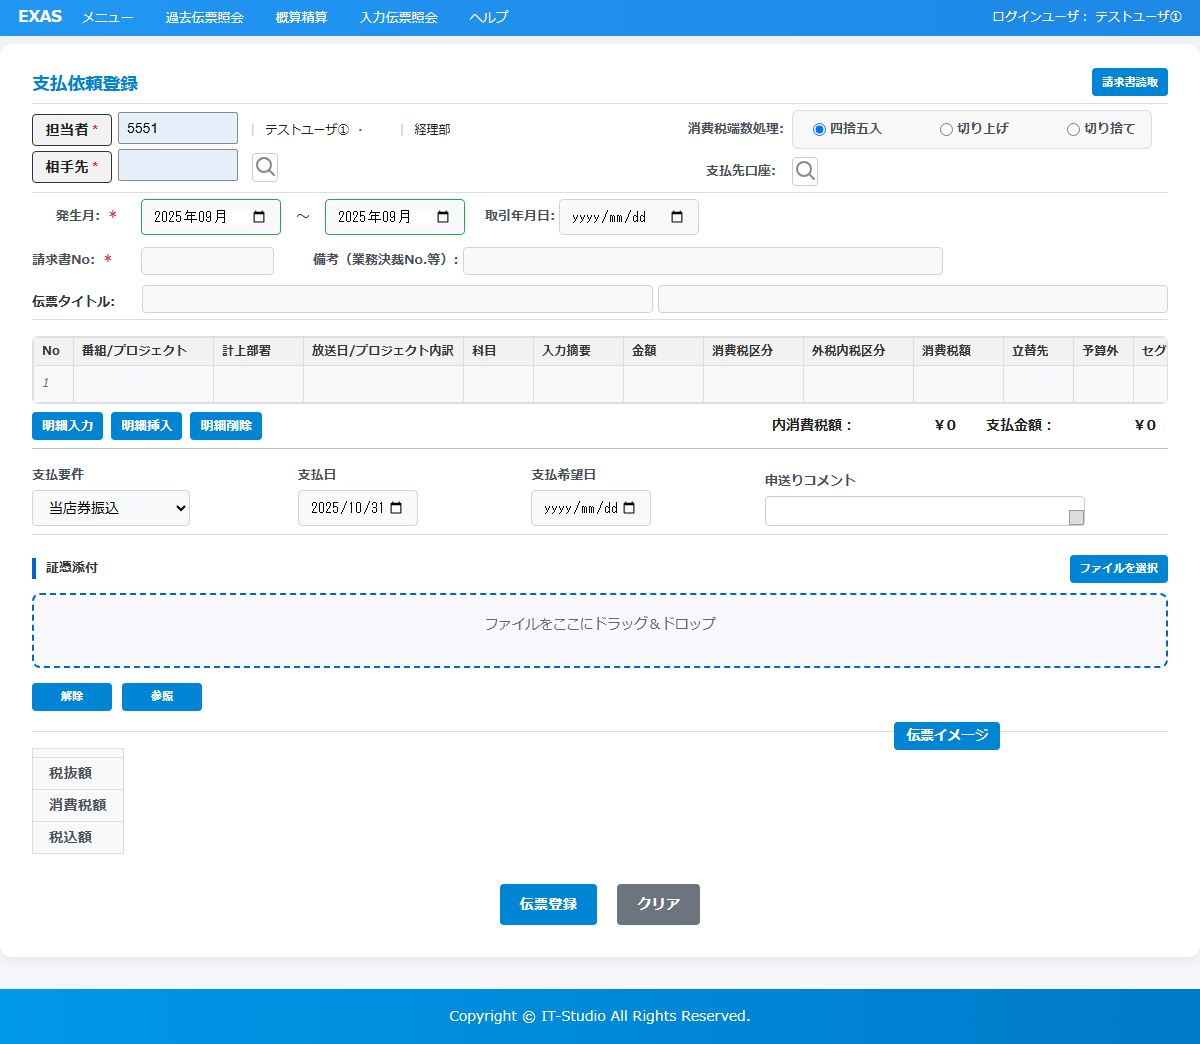 EXAS メニュー 過去伝票照会 概算精算 入力伝票照会 ヘルプ ログインユーザ： テストユーザ①
支払依頼登録 請求書読取
担当者* 5551 | テストユーザ① ・ | 経理部 消費税端数処理: 四捨五入 切り上げ 切り捨て
相手先* 支払先口座:
発生月: * 2025年09月 ～ 2025年09月 取引年月日: yyyy/mm/dd
請求書No: * 備考（業務決裁No.等）:
伝票タイトル:
No 番組/プロジェクト 計上部署 放送日/プロジェクト内訳 科目 入力摘要 金額 消費税区分 外税内税区分 消費税額 立替先 予算外 セグ
1
明細入力 明細挿入 明細削除 内消費税額： ￥0 支払金額： ￥0
支払要件 支払日 支払希望日 申送りコメント
当店券振込 2025/10/31 yyyy/mm/dd
証憑添付 ファイルを選択
ファイルをここにドラッグ＆ドロップ
解除 参照
伝票イメージ
税抜額
消費税額
税込額
伝票登録 クリア
Copyright © IT-Studio All Rights Reserved.